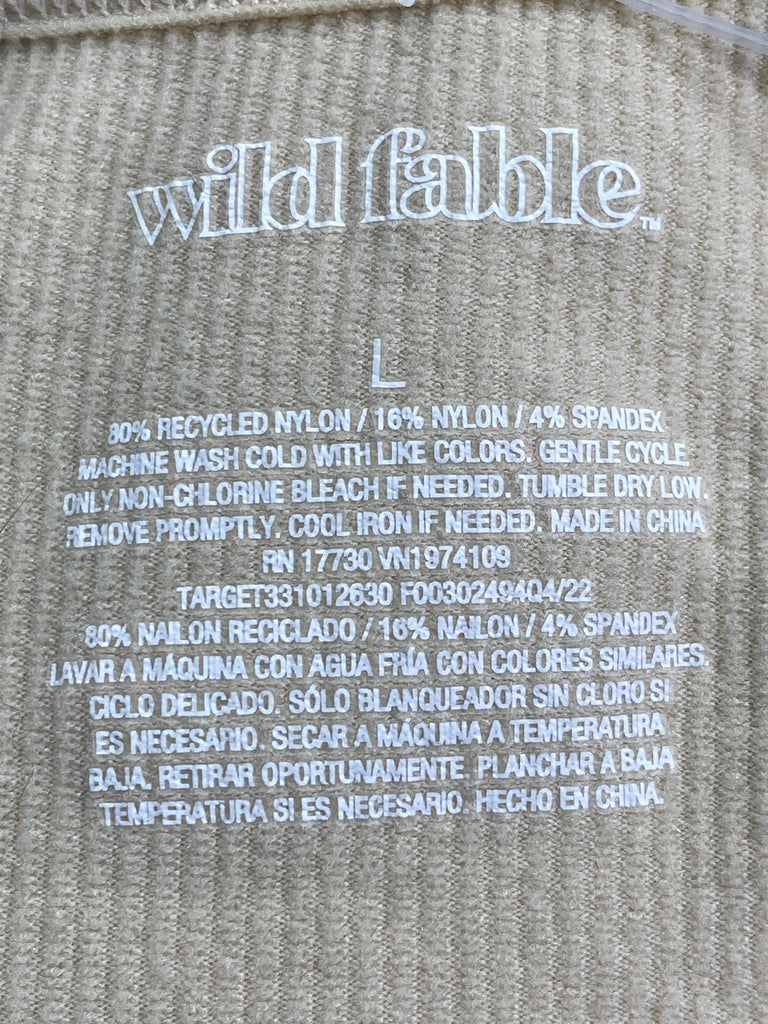 wild fable™
L
80% RECYCLED NYLON / 16% NYLON / 4% SPANDEX
MACHINE WASH COLD WITH LIKE COLORS. GENTLE CYCLE.
ONLY NON-CHLORINE BLEACH IF NEEDED. TUMBLE DRY LOW.
REMOVE PROMPTLY. COOL IRON IF NEEDED. MADE IN CHINA
RN 17730 VN1974109
TARGET331012630 F0030249404/22
80% NAILON RECICLADO / 16% NAILON / 4% SPANDEX
LAVAR A MÁQUINA CON AGUA FRÍA CON COLORES SIMILARES.
CICLO DELICADO. SÓLO BLANQUEADOR SIN CLORO SI
ES NECESARIO. SECAR A MÁQUINA A TEMPERATURA
BAJA. RETIRAR OPORTUNAMENTE. PLANCHAR A BAJA
TEMPERATURA SI ES NECESARIO. HECHO EN CHINA.